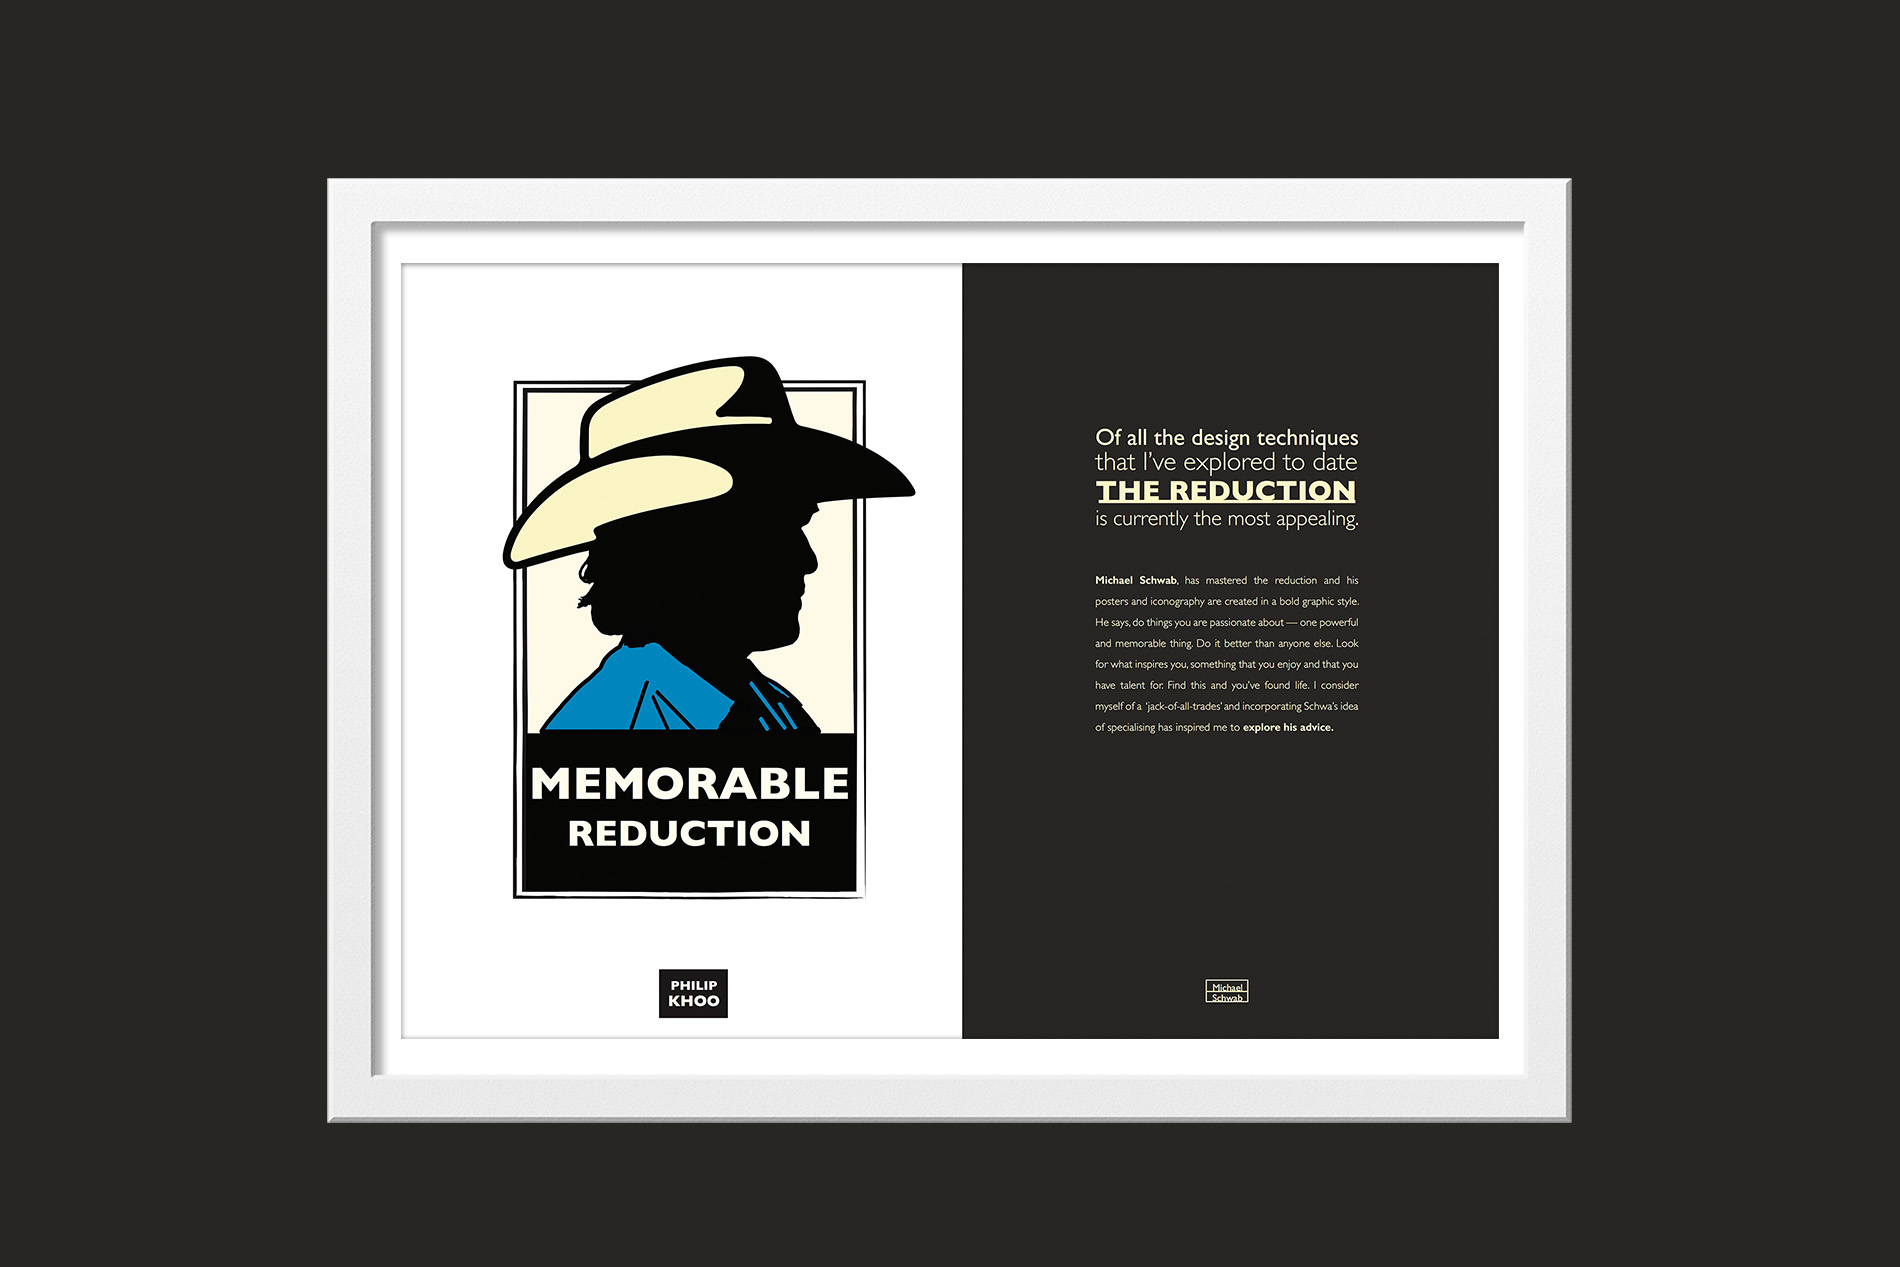 MEMORABLE
REDUCTION
PHILIP
KHOO
Of all the design techniques
that I've explored to date
THE REDUCTION
is currently the most appealing.
Michael Schwab, has mastered the reduction and his
posters and iconography are created in a bold graphic style.
He says, do things you are passionate about — one powerful
and memorable thing. Do it better than anyone else. Look
for what inspires you, something that you enjoy and that you
have talent for. Find this and you've found life. I consider
myself of a 'jack-of-all-trades' and incorporating Schwa's idea
of specialising has inspired me to explore his advice.
Michael
Schwab